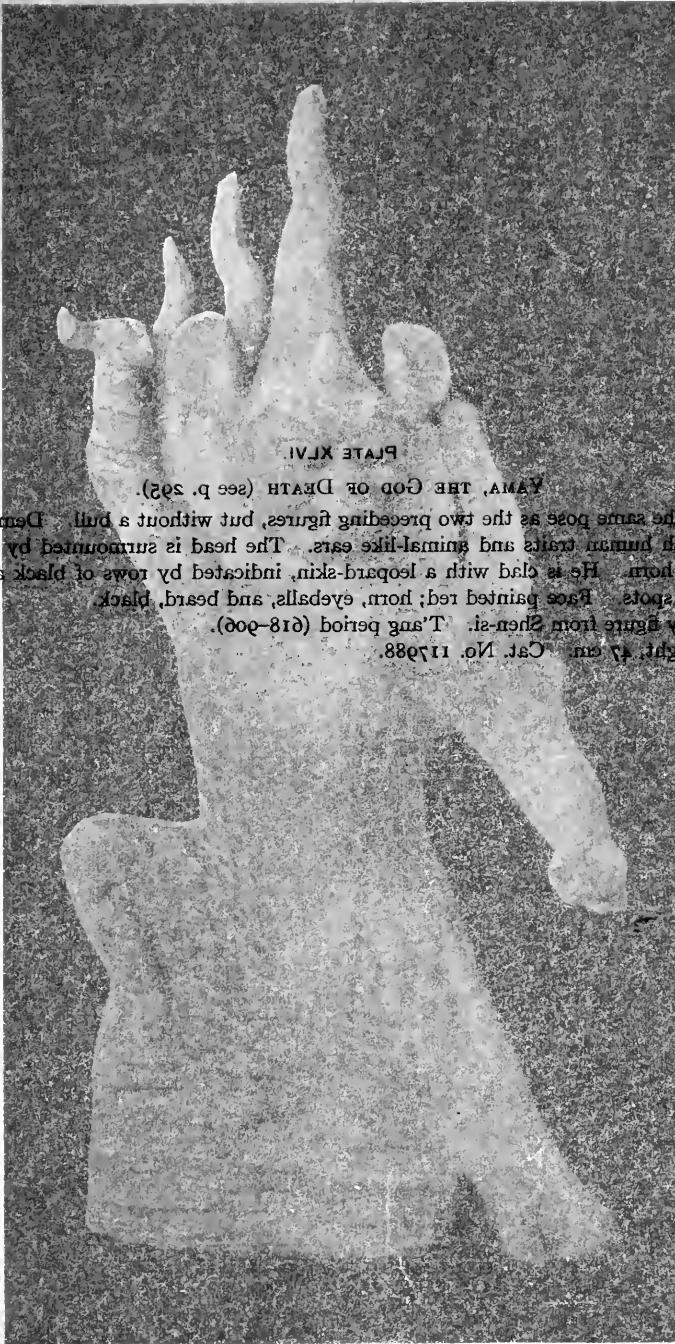 PLATE XLVI.
YAMA, THE GOD OF DEATH (see p. 295).
the same pose as the two preceding figures, but without a bull.
human traits and animal-like ears. The head is surmounted by
horn. He is clad with a leopard-skin, indicated by rows of black
spots. Face painted red; horn, eyeballs, and beard, black.
figure from Shen-si. T'ang period (618–906).
47 cm. Cat. No. 117988.